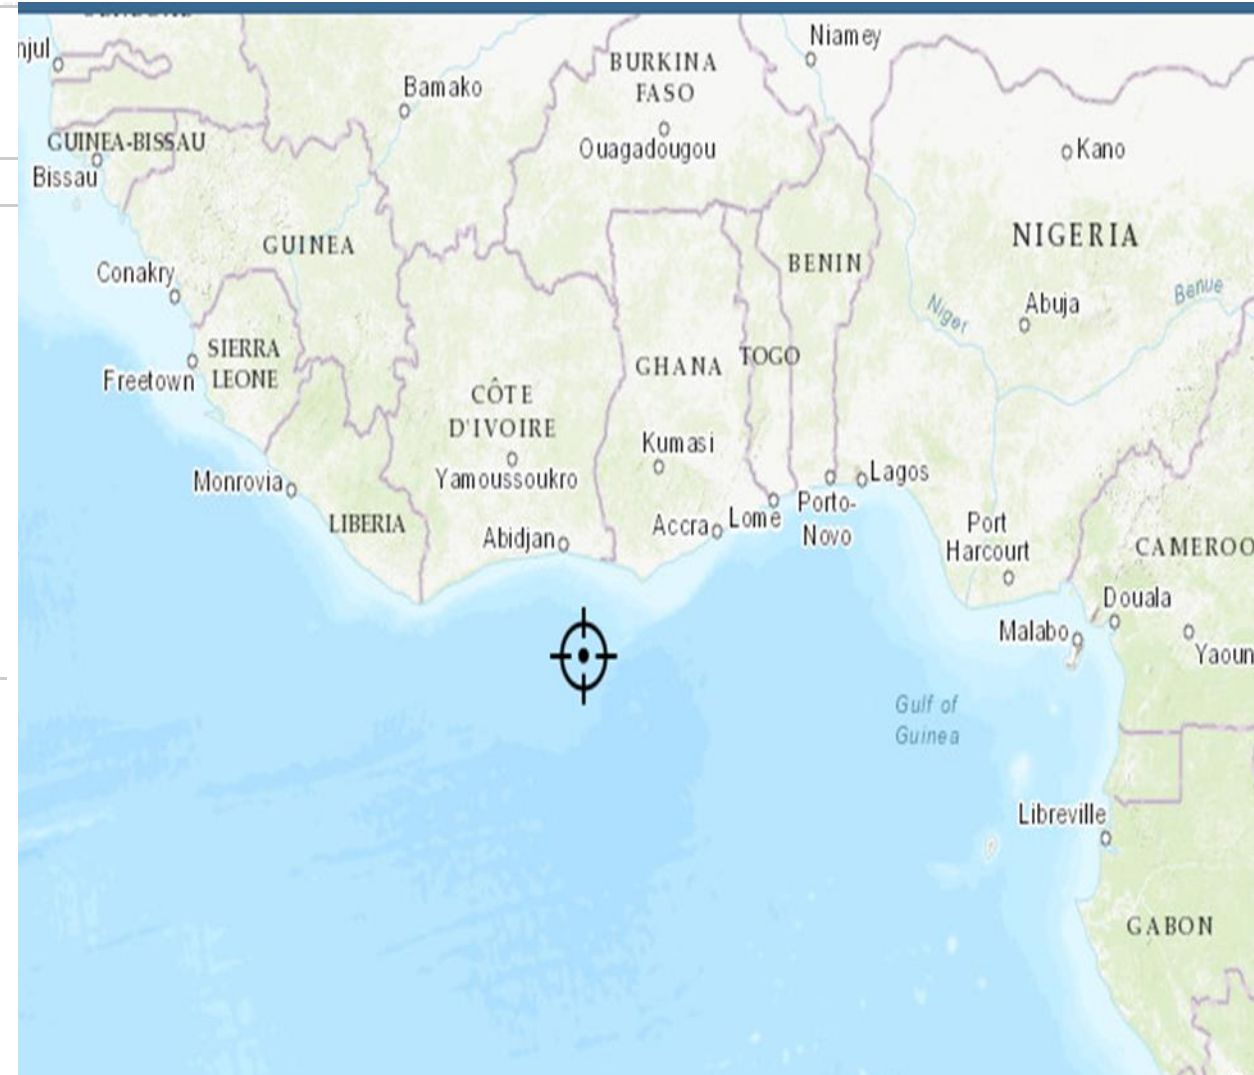 njul
Niamey
BURKINA
FASO
Bamako
Ouagadougou
Kano
GUINEA-BISSAU
Bissau
NIGERIA
GUINEA
BENIN
Conakry
Benue
Abuja
Niger
SIERRA
LEONE
TOGO
GHANA
Freetown
CÔTE
D'IVOIRE
Kumasi
Yamoussoukro
Lagos
Monrovia
Porto-
Novo
Lome
Accra
LIBERIA
Abidjan
Port
Harcourt
CAMEROO
Douala
Malabo
Yaoun
Gulf of
Guinea
Libreville
GABON